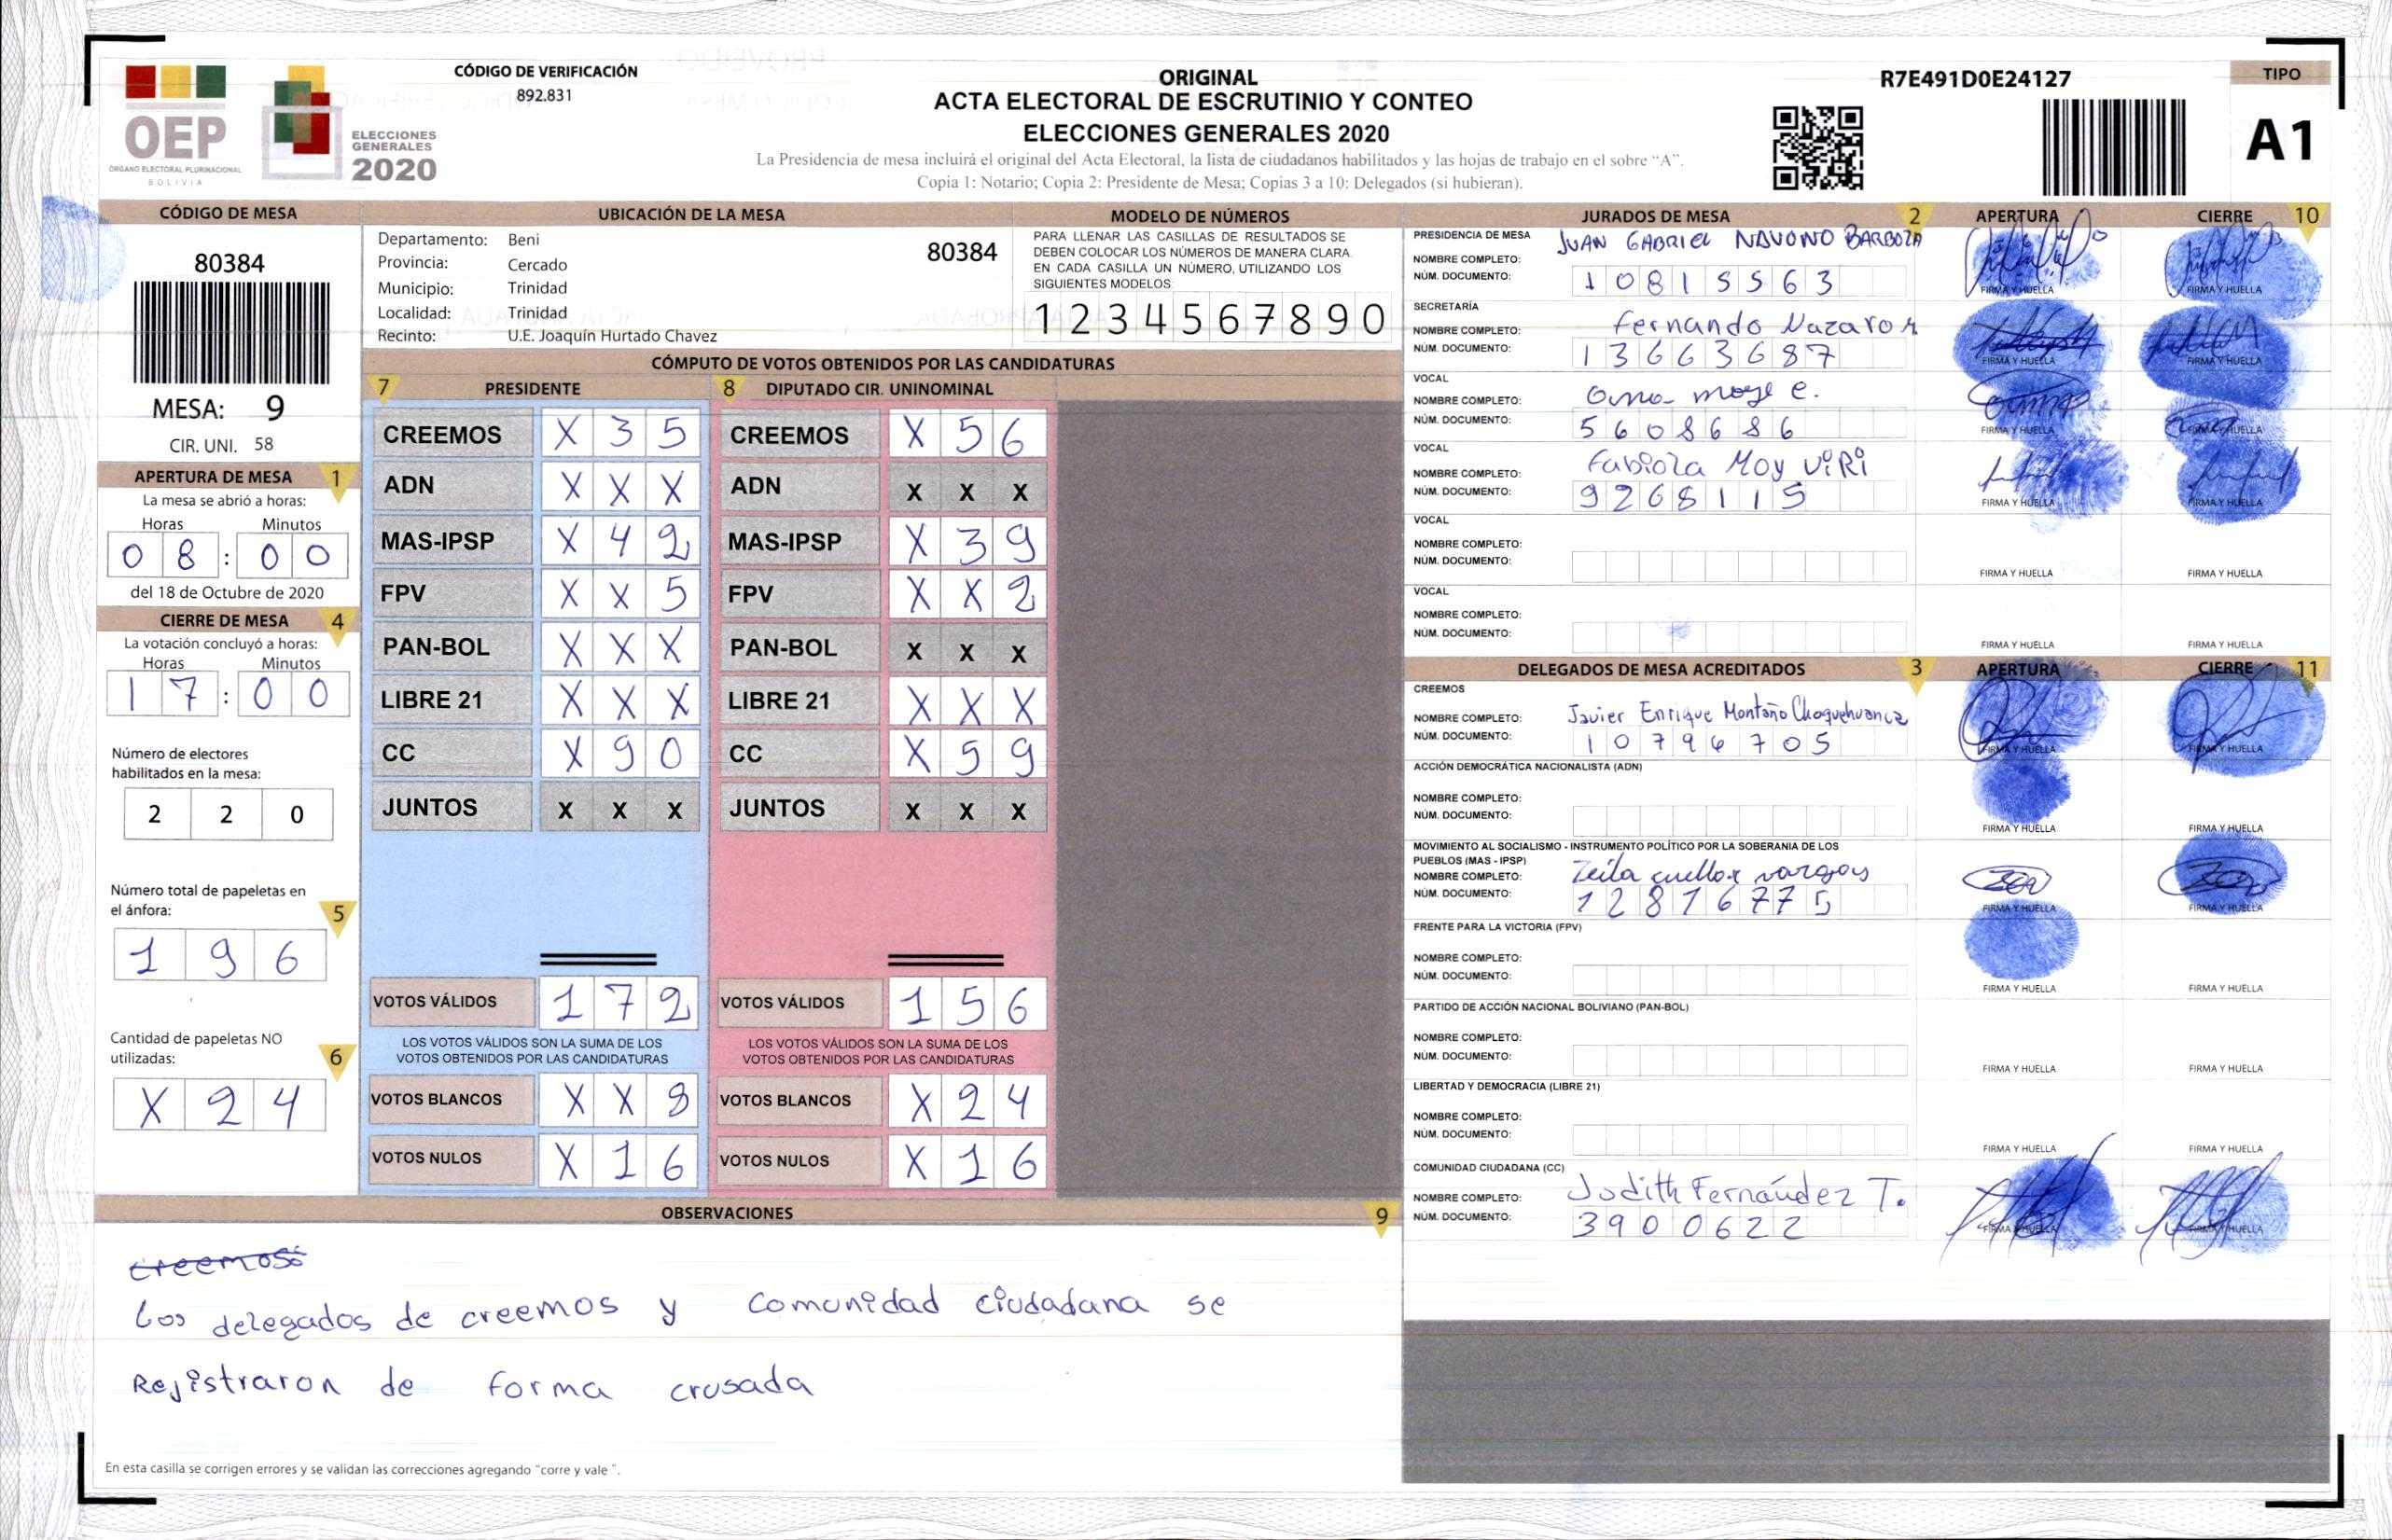 OEP
ÓRGANO ELECTORAL PLURINACIONAL
BOLIVIA
ELECCIONES
GENERALES
2020
CÓDIGO DE VERIFICACIÓN
892.831
ORIGINAL
ACTA ELECTORAL DE ESCRUTINIO Y CONTEO
ELECCIONES GENERALES 2020
La Presidencia de mesa incluirá el original del Acta Electoral, la lista de ciudadanos habilitados y las hojas de trabajo en el sobre “A”.
Copia 1: Notario; Copia 2: Presidente de Mesa; Copias 3 a 10: Delegados (si hubieran).
R7E491D0E24127
TIPO
A1
CÓDIGO DE MESA
80384
MESA: 9
CIR. UNI. 58
APERTURA DE MESA 1
La mesa se abrió a horas:
Horas Minutos
0 8 : 0 0
del 18 de Octubre de 2020
CIERRE DE MESA 4
La votación concluyó a horas:
Horas Minutos
1 7 : 0 0
Número de electores
habilitados en la mesa:
2 2 0
Número total de papeletas en
el ánfora: 5
1 9 6
Cantidad de papeletas NO
utilizadas: 6
X 2 4
UBICACIÓN DE LA MESA
Departamento: Beni 80384
Provincia: Cercado
Municipio: Trinidad
Localidad: Trinidad
Recinto: U.E. Joaquín Hurtado Chavez
MODELO DE NÚMEROS
PARA LLENAR LAS CASILLAS DE RESULTADOS SE
DEBEN COLOCAR LOS NÚMEROS DE MANERA CLARA
EN CADA CASILLA UN NÚMERO, UTILIZANDO LOS
SIGUIENTES MODELOS
1 2 3 4 5 6 7 8 9 0
CÓMPUTO DE VOTOS OBTENIDOS POR LAS CANDIDATURAS
7 PRESIDENTE 8 DIPUTADO CIR. UNINOMINAL
CREEMOS X 3 5 CREEMOS X 5 6
ADN X X X ADN X X X
MAS-IPSP X 4 2 MAS-IPSP X 3 9
FPV X X 5 FPV X X 2
PAN-BOL X X X PAN-BOL X X X
LIBRE 21 X X X LIBRE 21 X X X
CC X 9 0 CC X 5 9
JUNTOS X X X JUNTOS X X X
VOTOS VÁLIDOS 1 7 2 VOTOS VÁLIDOS 1 5 6
LOS VOTOS VÁLIDOS SON LA SUMA DE LOS LOS VOTOS VÁLIDOS SON LA SUMA DE LOS
VOTOS OBTENIDOS POR LAS CANDIDATURAS VOTOS OBTENIDOS POR LAS CANDIDATURAS
VOTOS BLANCOS X X 8 VOTOS BLANCOS X 2 4
VOTOS NULOS X 1 6 VOTOS NULOS X 1 6
OBSERVACIONES 9
creemos
Los delegados de creemos y Comunidad ciudadana se
Rejistraron de forma crusada
En esta casilla se corrigen errores y se validan las correcciones agregando “corre y vale ”.
JURADOS DE MESA 2 APERTURA CIERRE 10
PRESIDENCIA DE MESA JUAN GABRIEL NAVONO BARBOZA
NOMBRE COMPLETO:
NÚM. DOCUMENTO: 1 0 8 1 5 5 6 3 FIRMA Y HUELLA FIRMA Y HUELLA
SECRETARÍA
NOMBRE COMPLETO: Fernando
NÚM. DOCUMENTO: 1 3 6 6 3 6 8 7 FIRMA Y HUELLA FIRMA Y HUELLA
VOCAL
NOMBRE COMPLETO:
NÚM. DOCUMENTO: 5 6 0 8 6 8 6 FIRMA Y HUELLA FIRMA Y HUELLA
VOCAL
NOMBRE COMPLETO: Fabiola Moy ViRi
NÚM. DOCUMENTO: 9 2 6 8 1 1 5 FIRMA Y HUELLA FIRMA Y HUELLA
VOCAL
NOMBRE COMPLETO:
NÚM. DOCUMENTO: FIRMA Y HUELLA FIRMA Y HUELLA
VOCAL
NOMBRE COMPLETO:
NÚM. DOCUMENTO: FIRMA Y HUELLA FIRMA Y HUELLA
DELEGADOS DE MESA ACREDITADOS 3 APERTURA CIERRE 11
CREEMOS
NOMBRE COMPLETO: Javier Enrique Montaño Choquehuanca
NÚM. DOCUMENTO: 1 0 7 9 6 7 0 5 FIRMA Y HUELLA FIRMA Y HUELLA
ACCIÓN DEMOCRÁTICA NACIONALISTA (ADN)
NOMBRE COMPLETO:
NÚM. DOCUMENTO: FIRMA Y HUELLA FIRMA Y HUELLA
MOVIMIENTO AL SOCIALISMO - INSTRUMENTO POLÍTICO POR LA SOBERANIA DE LOS
PUEBLOS (MAS - IPSP)
NOMBRE COMPLETO: Zeila cuellar vargas
NÚM. DOCUMENTO: 1 2 8 1 6 7 7 5 FIRMA Y HUELLA FIRMA Y HUELLA
FRENTE PARA LA VICTORIA (FPV)
NOMBRE COMPLETO:
NÚM. DOCUMENTO: FIRMA Y HUELLA FIRMA Y HUELLA
PARTIDO DE ACCIÓN NACIONAL BOLIVIANO (PAN-BOL)
NOMBRE COMPLETO:
NÚM. DOCUMENTO: FIRMA Y HUELLA FIRMA Y HUELLA
LIBERTAD Y DEMOCRACIA (LIBRE 21)
NOMBRE COMPLETO:
NÚM. DOCUMENTO: FIRMA Y HUELLA FIRMA Y HUELLA
COMUNIDAD CIUDADANA (CC)
NOMBRE COMPLETO: Judith Fernández T.
NÚM. DOCUMENTO: 3 9 0 0 6 2 2 FIRMA Y HUELLA FIRMA Y HUELLA